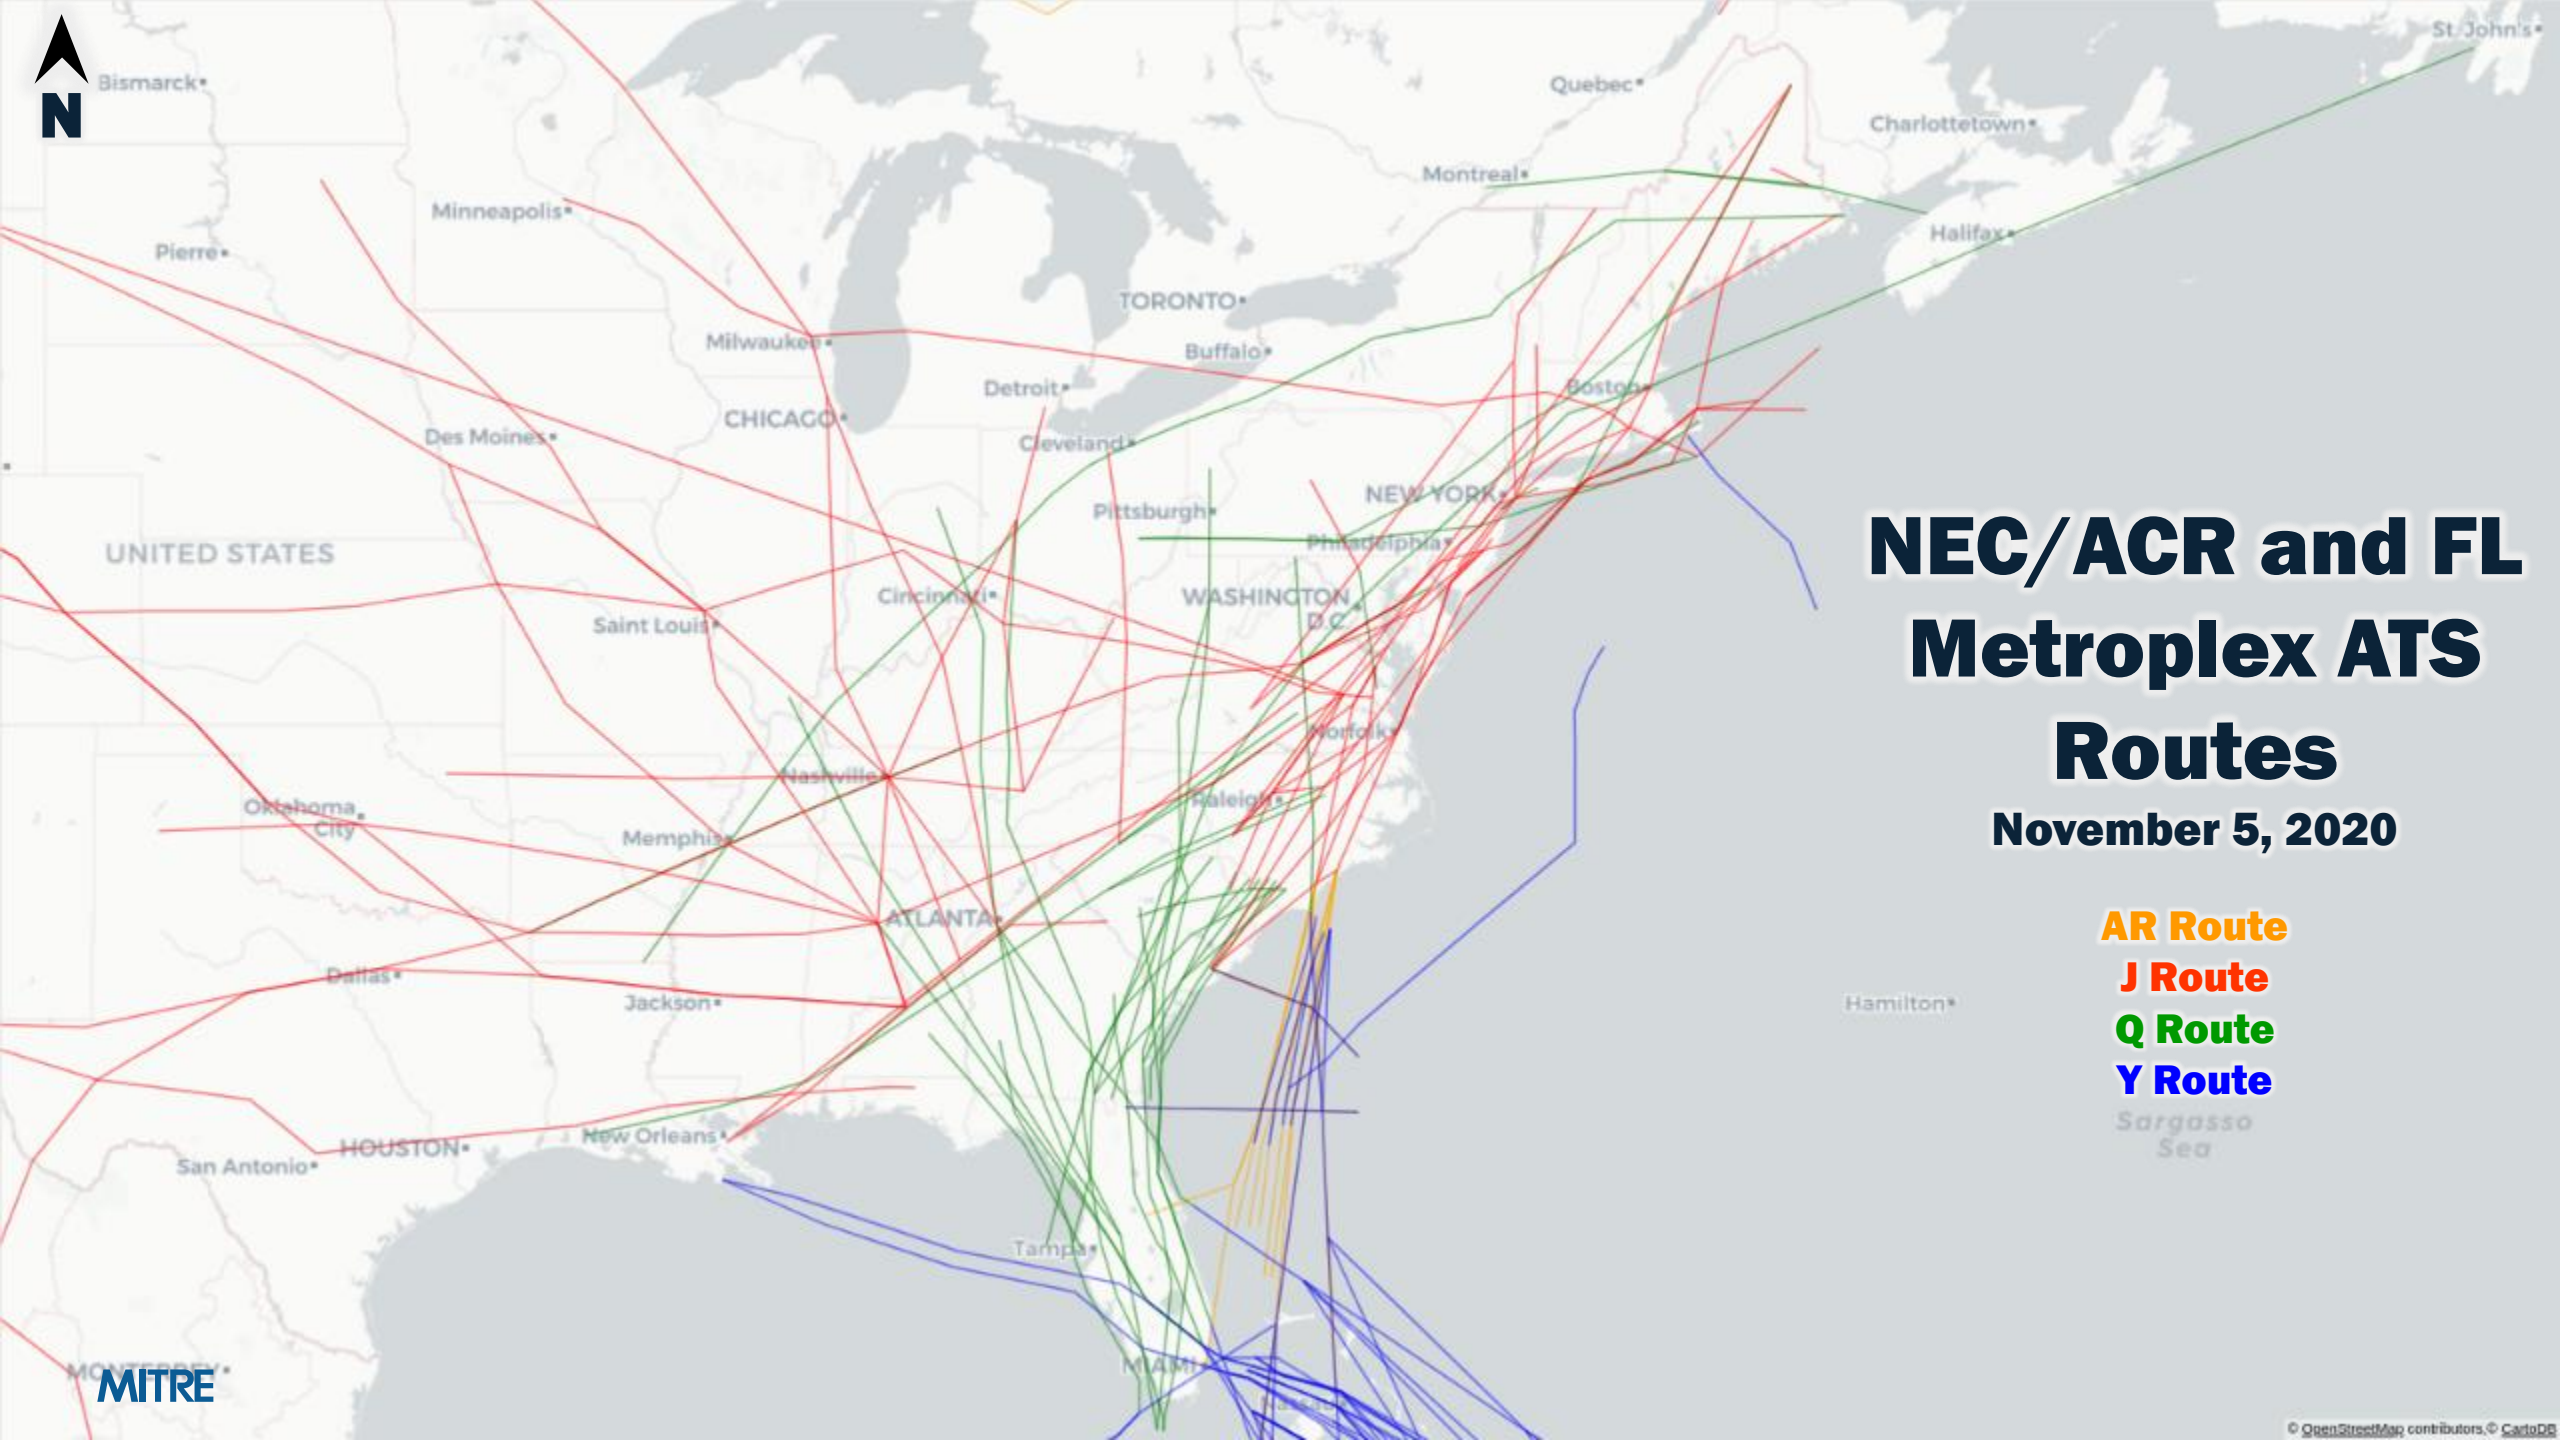 St. John's
Bismarck
N
Quebec
Charlottetown
Montreal
Minneapolis
Halifax
Pierre
TORONTO
Milwaukee
Buffalo
Detroit
Boston
CHICAGO
Des Moines
Cleveland
NEW YORK
Pittsburgh
Philadelphia
UNITED STATES
Cincinnati
WASHINGTON
D.C.
Saint Louis
Norfolk
Nashville
Raleigh
Oklahoma
City
Memphis
ATLANTA
Dallas
Jackson
Hamilton
New Orleans
HOUSTON
San Antonio
Sargasso
Sea
Tampa
MIAMI
MONTERREY
Nassau
NEC/ACR and FL
Metroplex ATS
Routes
November 5, 2020
AR Route
J Route
Q Route
Y Route
MITRE
© OpenStreetMap contributors,© CartoDB